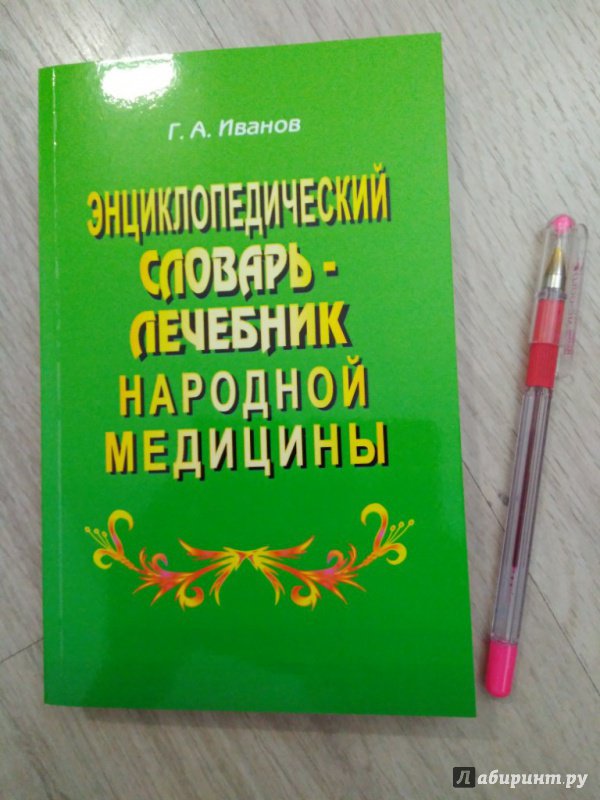 Г. А. Иванов
ЭНЦИКЛОПЕДИЧЕСКИЙ
СЛОВАРЬ -
ЛЕЧЕБНИК
НАРОДНОЙ
МЕДИЦИНЫ
Лабиринт.ру